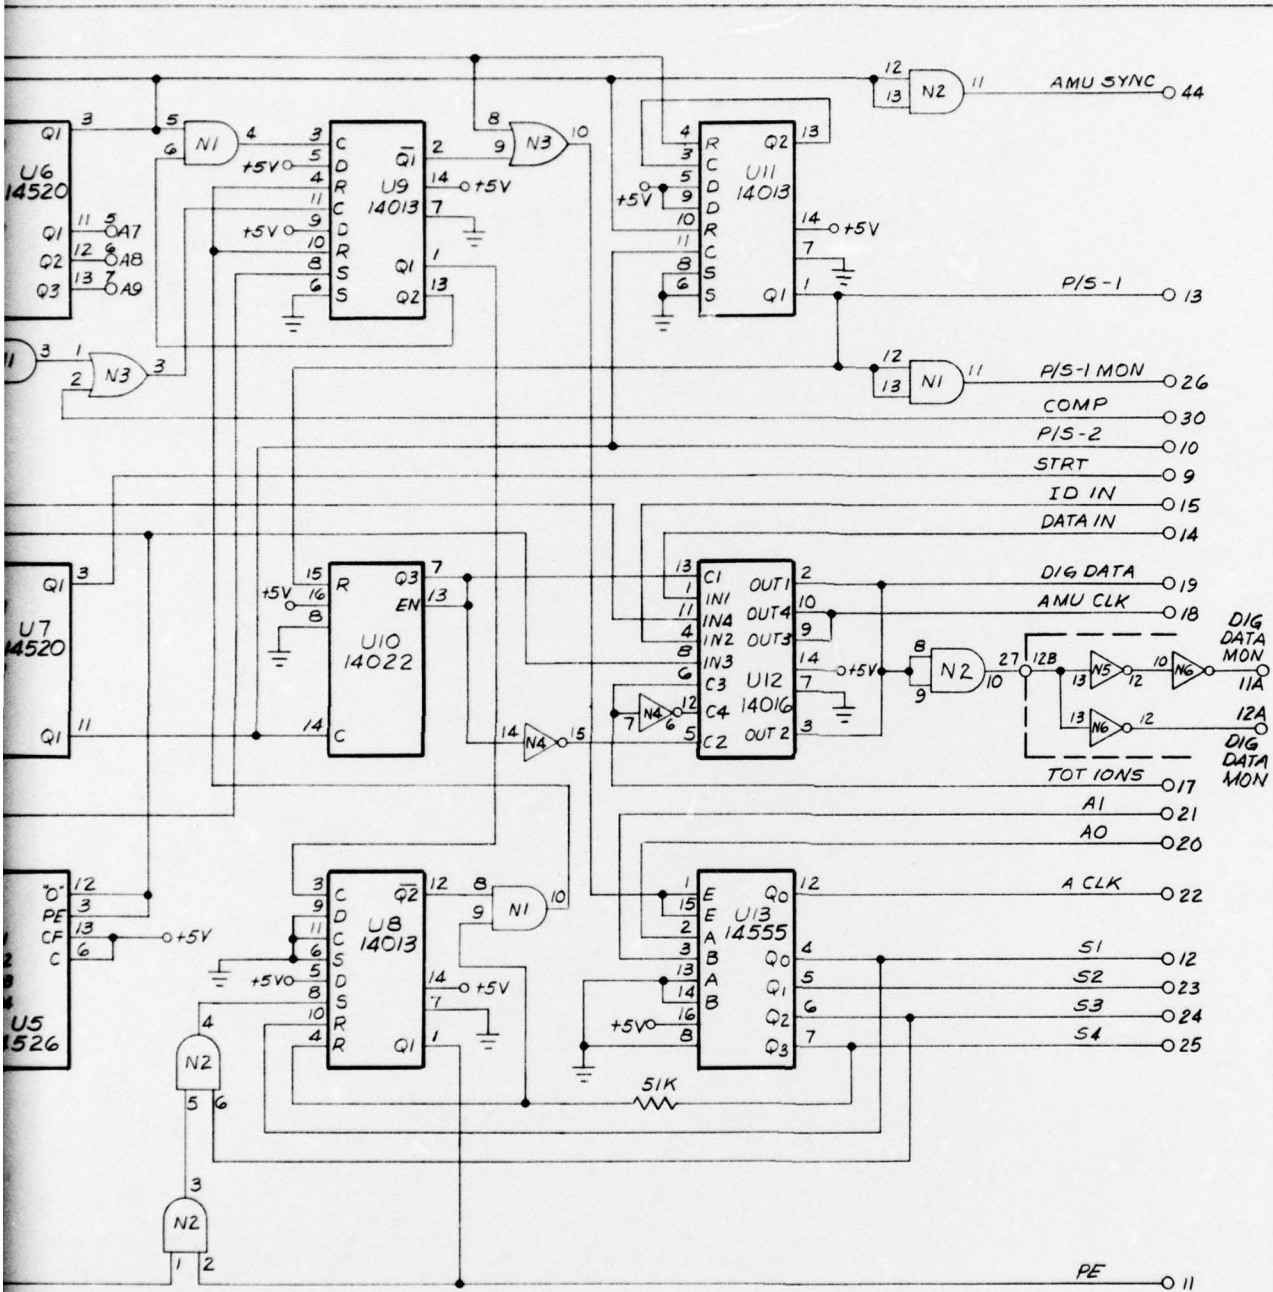 12 N2 11 AMU SYNC 44
13
8 N3 10
9
3 Q1 U6 14520
5 N1 4
6
11 5 Q1 A7
12 6 Q2 A8
13 7 Q3 A9
3 C
+5V 5 D
4 R
11 C
+5V 9 D
10 R
8 S
6 S
U9 14013
Q̅1̅ 2
14 +5V
7
Q1 1
Q2 13
4 R
3 C
+5V 5 D
9 D
10 R
11 C
8 S
6 S
U11 14013
Q2 13
14 +5V
7
Q1 1
P/S-1 13
3 1 N3 3
2
12 N1 11 P/S-1 MON 26
13
COMP 30
P/S-2 10
STRT 9
ID IN 15
DATA IN 14
Q1 3
U7 14520
Q1 11
15 R
+5V 16
8
14 C
U10 14022
Q3 7
EN 13
14 N4 15
13 C1
1 IN1
11 IN4
4 IN2
8 IN3
6 C3
7 N4 6 12 C4
5 C2
U12 14016
OUT1 2
OUT4 10
OUT3 9
14 +5V
7
OUT 2 3
DIG DATA 19
AMU CLK 18
8 N2 10
9
27 12B
13 N5 12 10 N6
DIG DATA MON 11A
13 N6 12
12A DIG DATA MON
TOT IONS 17
A1 21
A0 20
"0" 12
PE 3
CF 13 +5V
C 6
U5 14526
3 C
9 D
11 C
6 S
+5V 5 D
8 S
10 R
4 R
U8 14013
Q̅2̅ 12
14 +5V
7
Q1 1
8 N1 10
9
1 E
15 E
2 A
3 B
13 A
14 B
+5V 16
8
U13 14555
Q0 12
Q0 4
Q1 5
Q2 6
Q3 7
A CLK 22
S1 12
S2 23
S3 24
S4 25
51K
4
N2
5 6
3
N2
1 2
PE 11